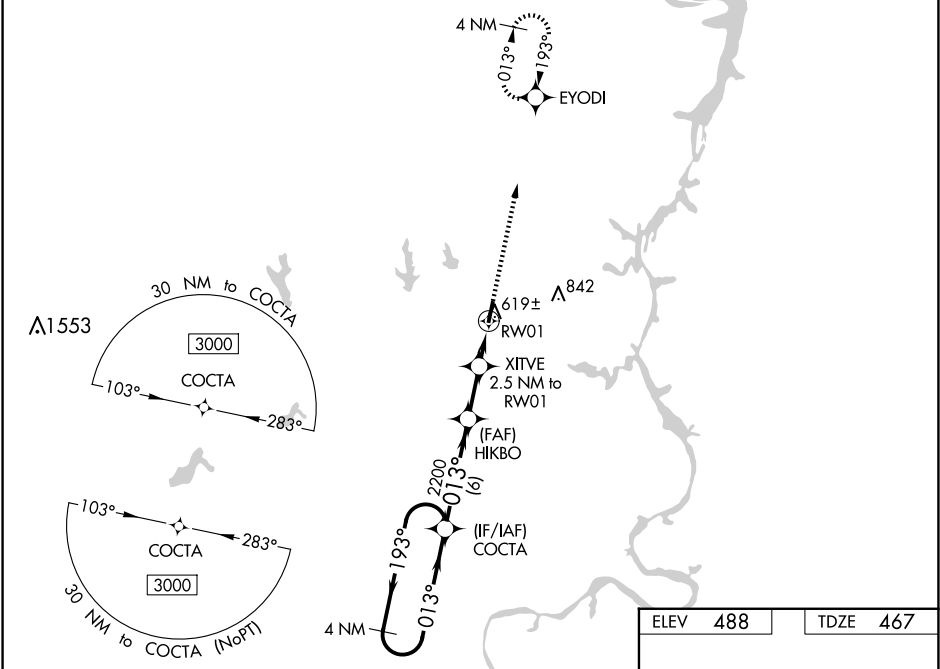 4 NM
013°
193°
EYODI
30 NM to COCTA
1553
3000
COCTA
103°
283°
619±
842
RW01
XITVE
2.5 NM to
RW01
(FAF)
HIKBO
2200
013°
(6)
(IF/IAF)
COCTA
193°
013°
4 NM
103°
283°
COCTA
3000
30 NM to COCTA (NoPT)
ELEV 488
TDZE 467